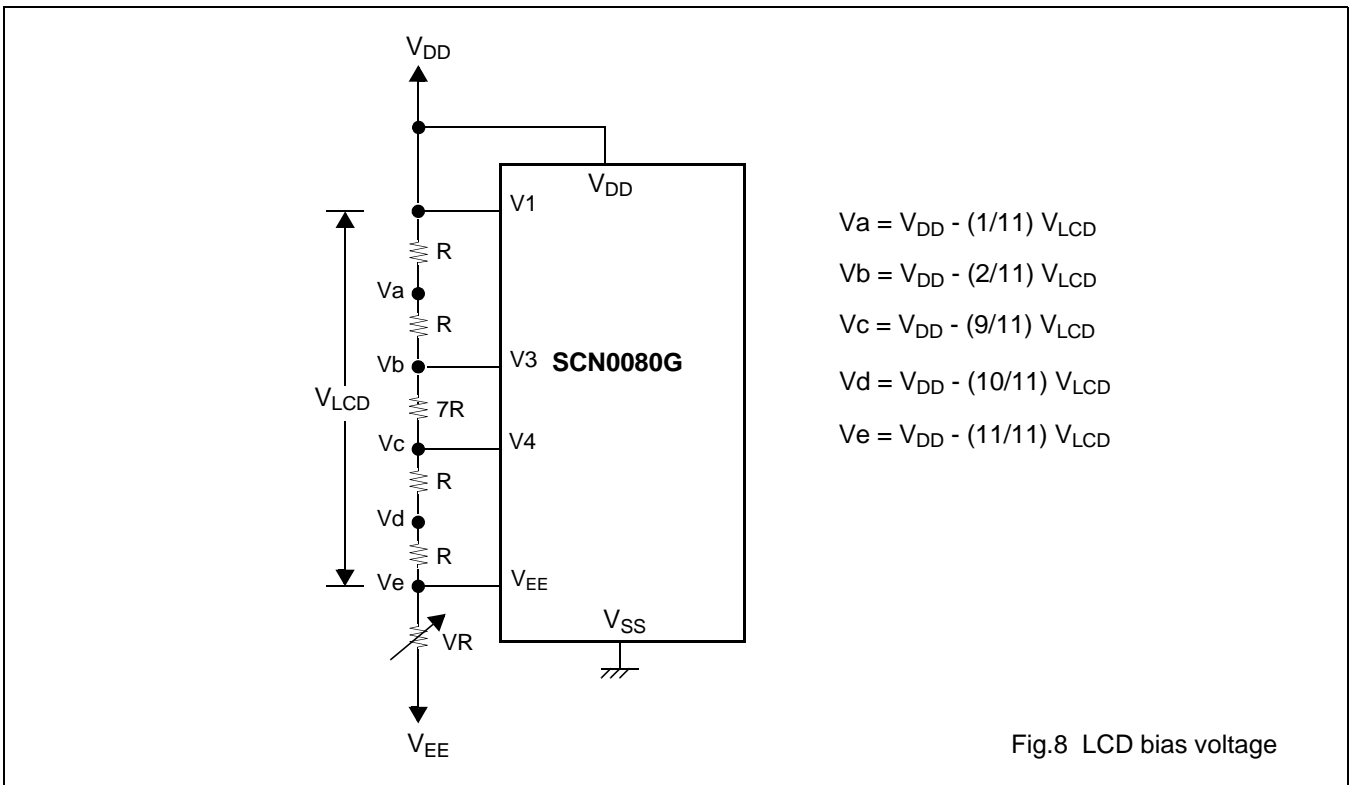 VDD
VDD
V1
R
Va
R
Vb
V3 SCN0080G
VLCD
7R
Vc
V4
R
Vd
R
Ve
VEE
VSS
VR
VEE
Va = VDD - (1/11) VLCD
Vb = VDD - (2/11) VLCD
Vc = VDD - (9/11) VLCD
Vd = VDD - (10/11) VLCD
Ve = VDD - (11/11) VLCD
Fig.8 LCD bias voltage